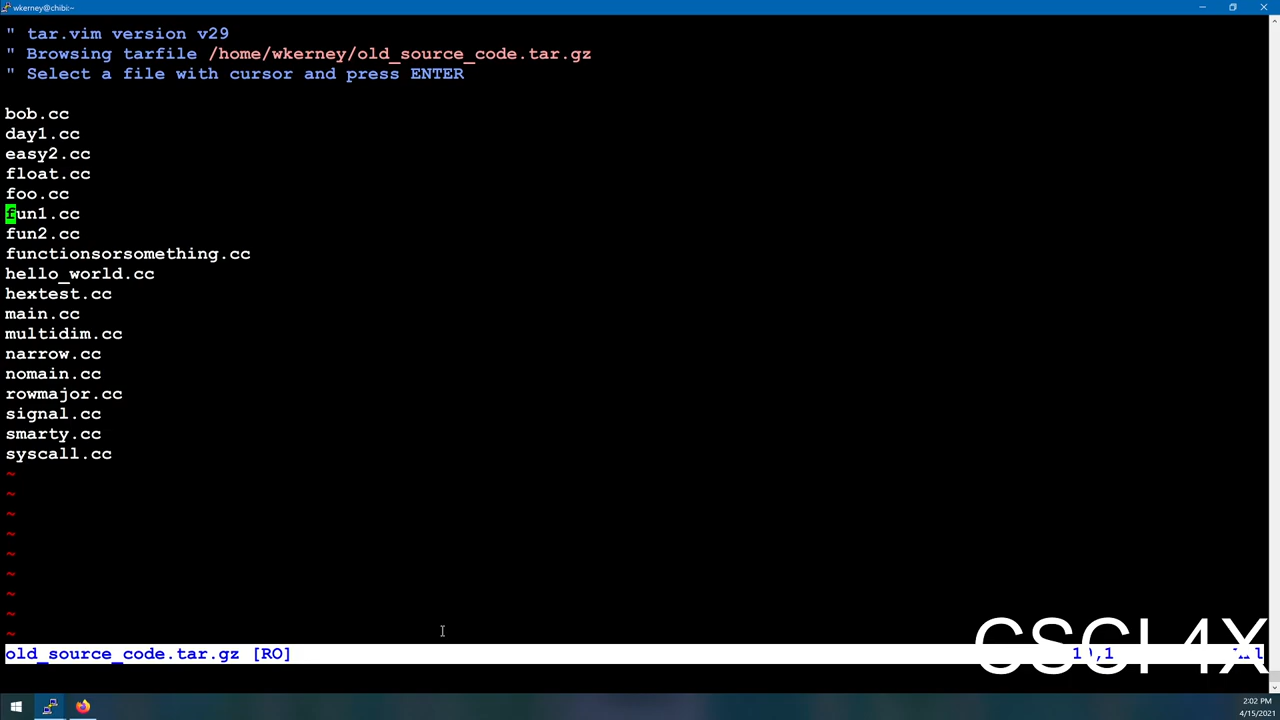 wkerney@chibi:~
" tar.vim version v29
" Browsing tarfile /home/wkerney/old_source_code.tar.gz
" Select a file with cursor and press ENTER
bob.cc
day1.cc
easy2.cc
float.cc
foo.cc
fun1.cc
fun2.cc
functionsorsomething.cc
hello_world.cc
hextest.cc
main.cc
multidim.cc
narrow.cc
nomain.cc
rowmajor.cc
signal.cc
smarty.cc
syscall.cc
~
~
~
~
~
~
~
~
~
old_source_code.tar.gz [RO] 10,1 All
CSCI 4X
2:02 PM
4/15/2021